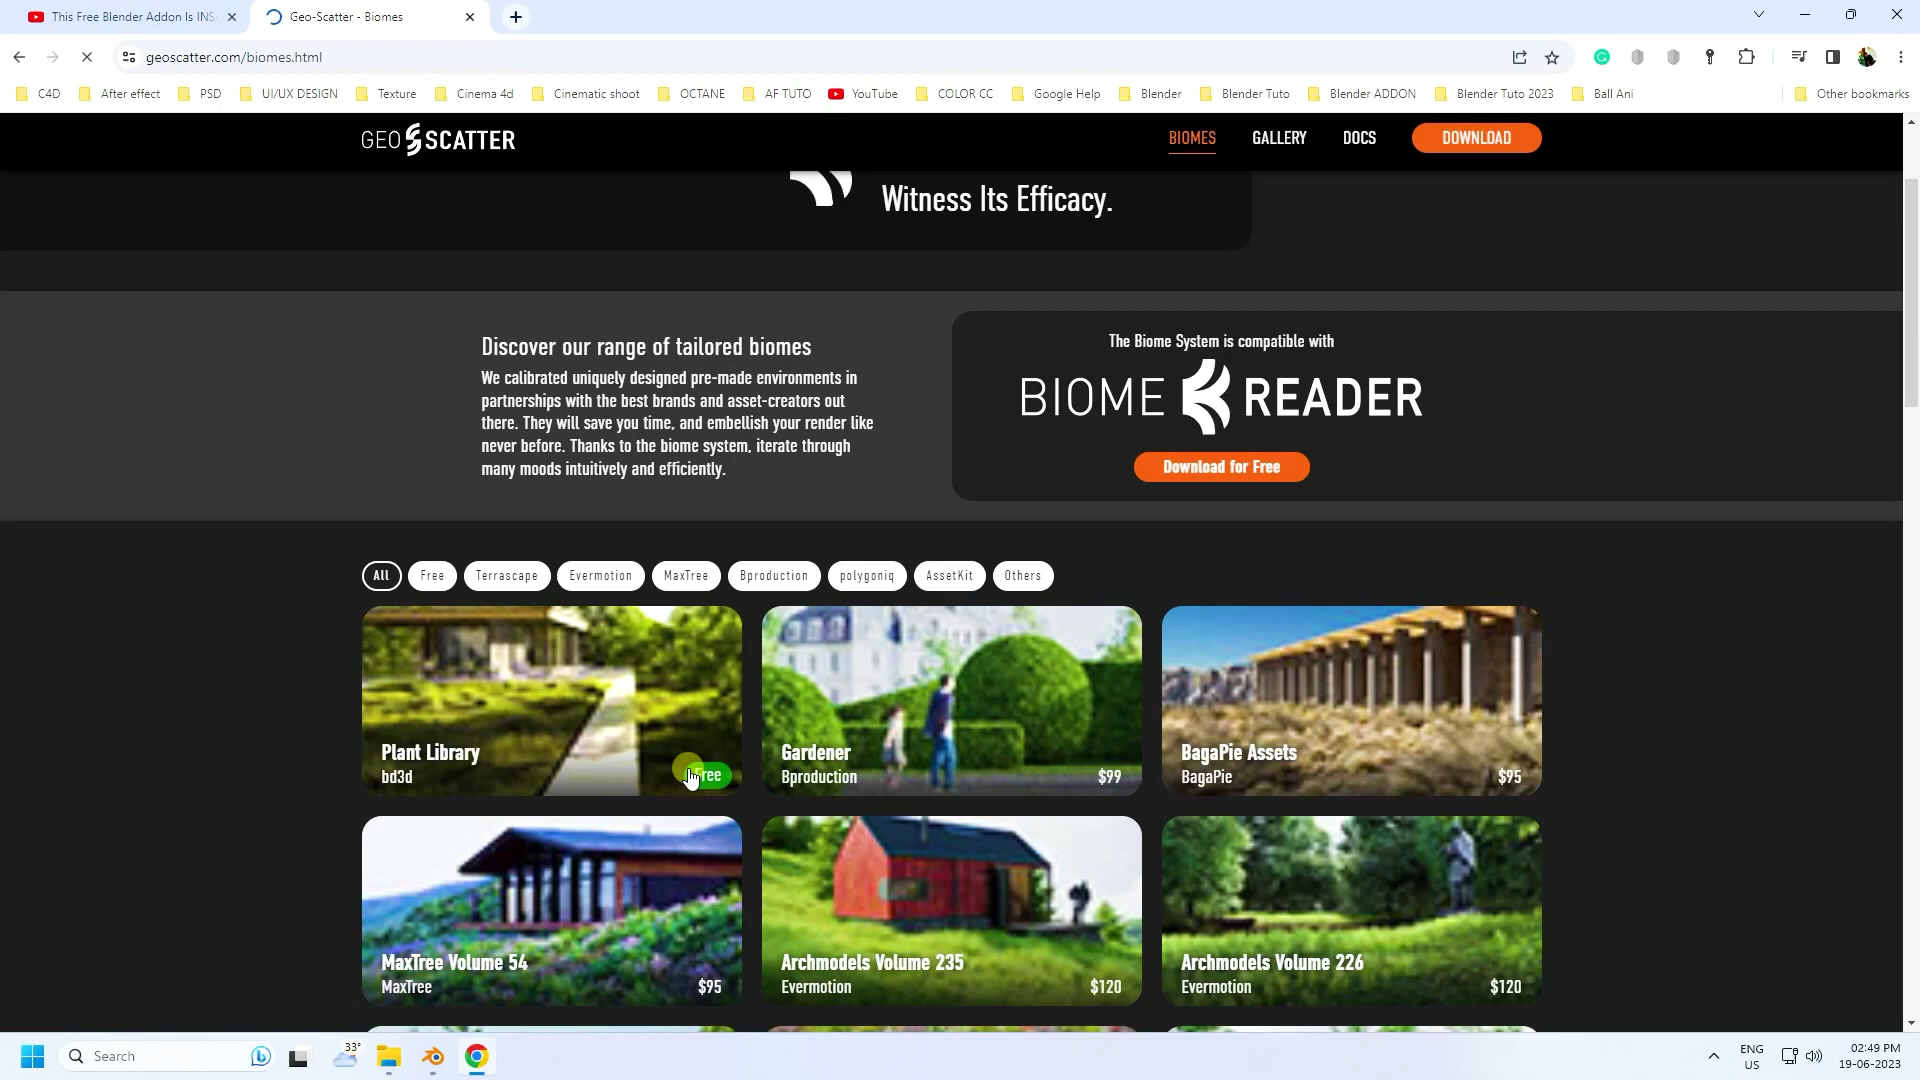 This Free Blender Addon Is INS
Geo-Scatter - Biomes
geoscatter.com/biomes.html
C4D
After effect
PSD
UI/UX DESIGN
Texture
Cinema 4d
Cinematic shoot
OCTANE
AF TUTO
YouTube
COLOR CC
Google Help
Blender
Blender Tuto
Blender ADDON
Blender Tuto 2023
Ball Ani
Other bookmarks
GEO SCATTER
BIOMES
GALLERY
DOCS
DOWNLOAD
Witness Its Efficacy.
Discover our range of tailored biomes
We calibrated uniquely designed pre-made environments in
partnerships with the best brands and asset-creators out
there. They will save you time, and embellish your render like
never before. Thanks to the biome system, iterate through
many moods intuitively and efficiently.
The Biome System is compatible with
BIOME READER
Download for Free
All
Free
Terrascape
Evermotion
MaxTree
Bproduction
polygoniq
AssetKit
Others
Plant Library
bd3d
Free
Gardener
Bproduction
$99
BagaPie Assets
BagaPie
$95
MaxTree Volume 54
MaxTree
$95
Archmodels Volume 235
Evermotion
$120
Archmodels Volume 226
Evermotion
$120
Search
33°
ENG
US
02:49 PM
19-06-2023